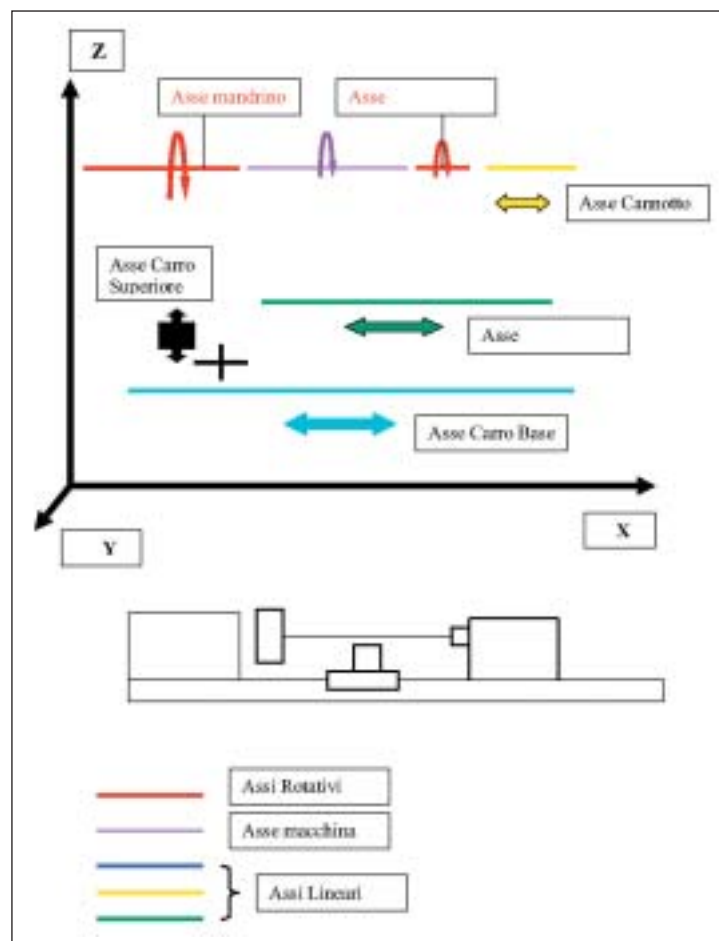 Z
Asse mandrino
Asse
Asse Cannotto
Asse Carro
Superiore
Asse
Asse Carro Base
X
Y
Assi Rotativi
Asse macchina
Assi Lineari